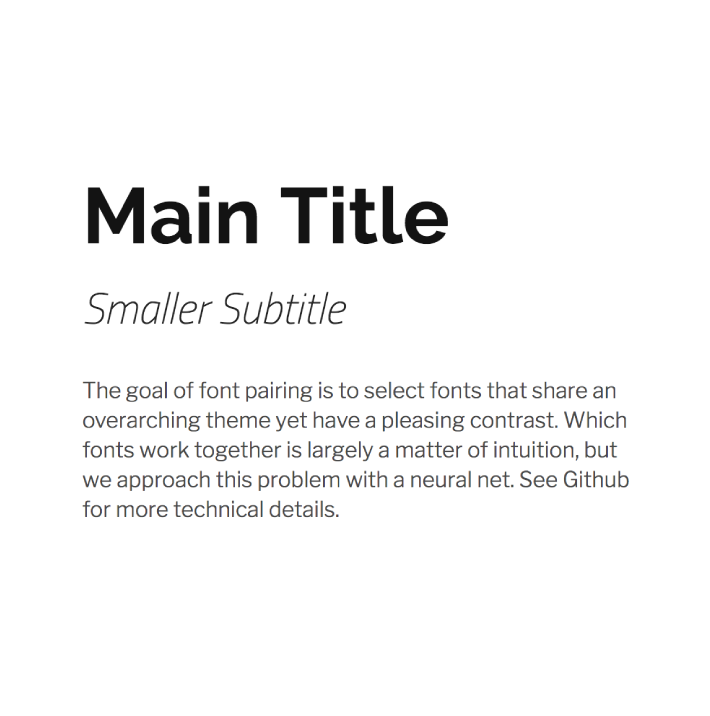 Main Title
Smaller Subtitle
The goal of font pairing is to select fonts that share an
overarching theme yet have a pleasing contrast. Which
fonts work together is largely a matter of intuition, but
we approach this problem with a neural net. See Github
for more technical details.